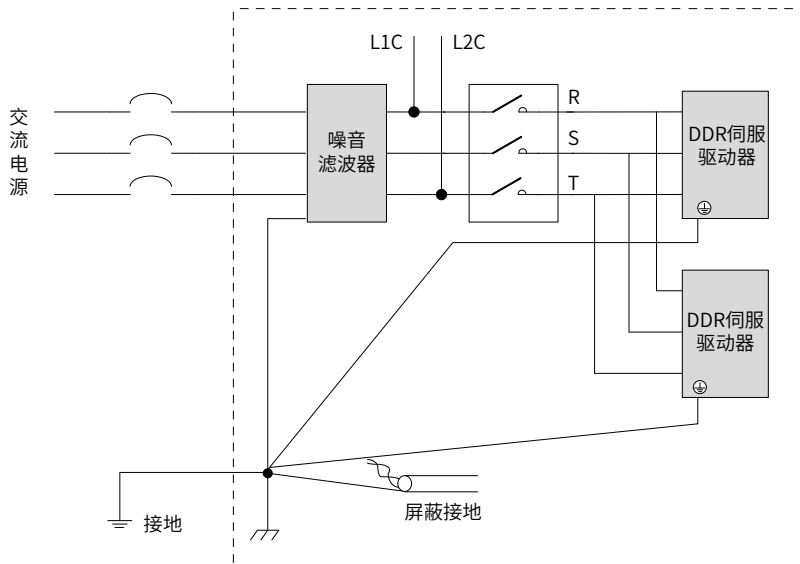 L1C
L2C
交流电源
噪音
滤波器
R
S
T
DDR伺服
驱动器
DDR伺服
驱动器
接地
屏蔽接地